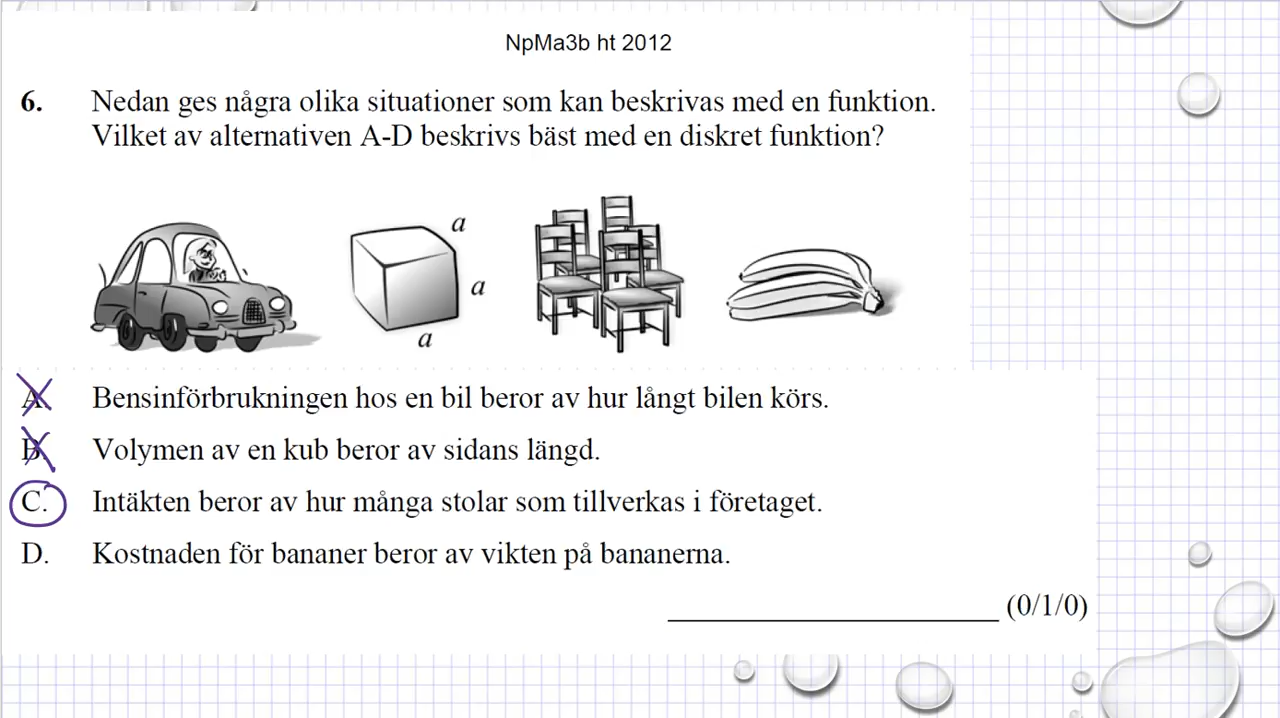 NpMa3b ht 2012
6. Nedan ges några olika situationer som kan beskrivas med en funktion.
Vilket av alternativen A-D beskrivs bäst med en diskret funktion?
a
a
a
A. Bensinförbrukningen hos en bil beror av hur långt bilen körs.
B. Volymen av en kub beror av sidans längd.
C. Intäkten beror av hur många stolar som tillverkas i företaget.
D. Kostnaden för bananer beror av vikten på bananerna.
(0/1/0)